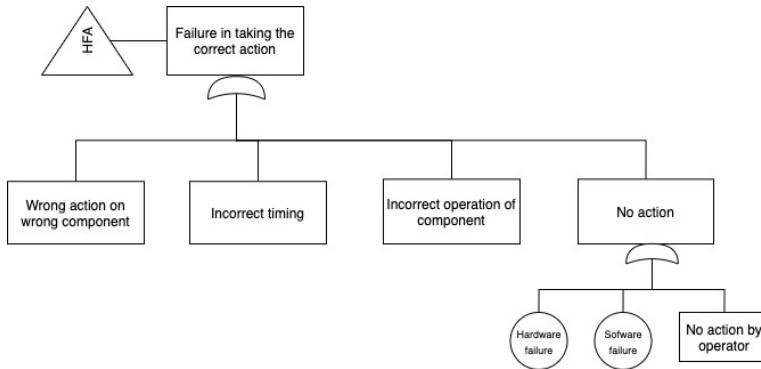 HFA
Failure in taking the
correct action
Wrong action on
wrong component
Incorrect timing
Incorrect operation of
component
No action
Hardware
failure
Sofware
failure
No action by
operator